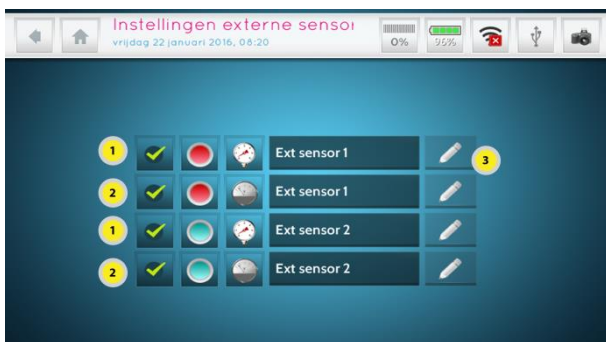 Instellingen externe sensor
vrijdag 22 januari 2016, 08:20
0%
96%
1
Ext sensor 1
3
2
Ext sensor 1
1
Ext sensor 2
2
Ext sensor 2